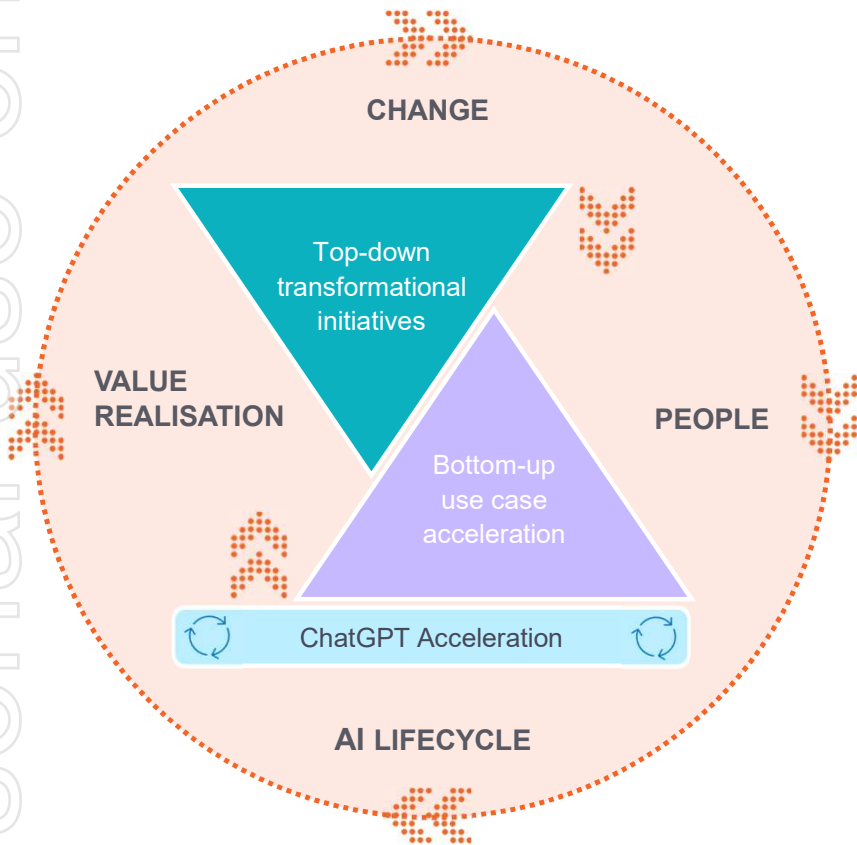 CHANGE
Top-down
transformational
initiatives
VALUE
REALISATION
PEOPLE
Bottom-up
use case
acceleration
ChatGPT Acceleration
AI LIFECYCLE